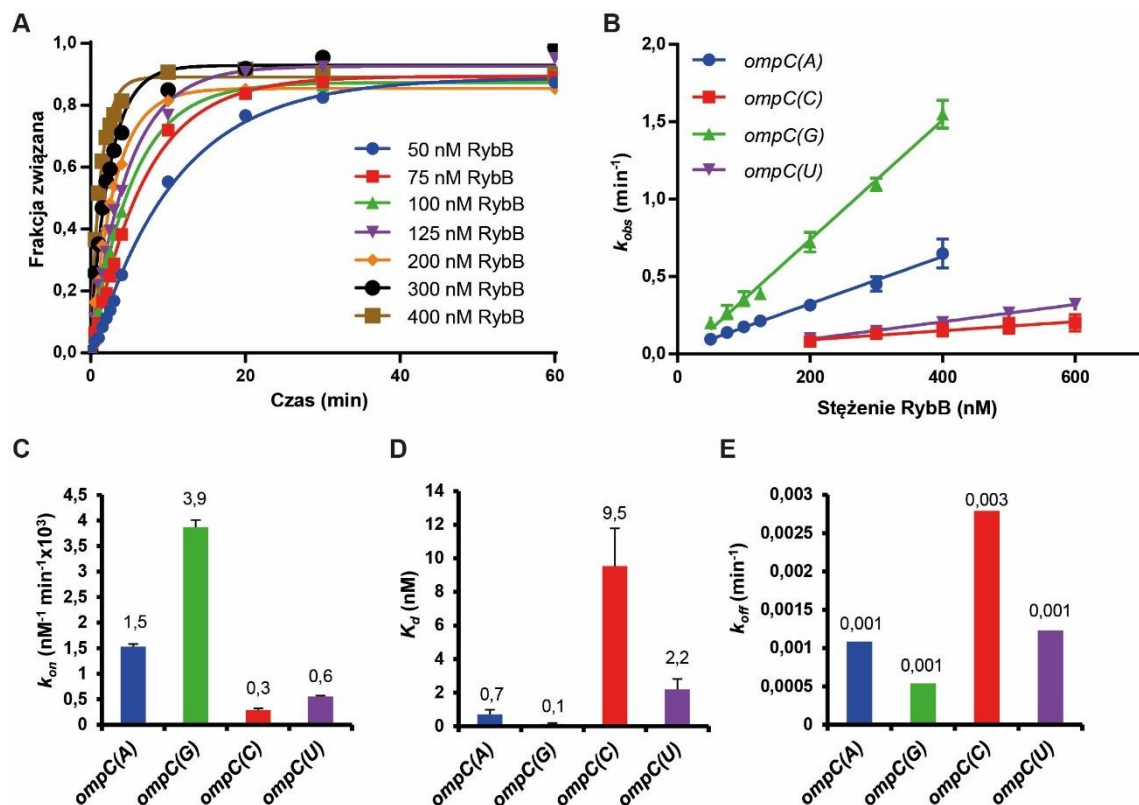 A
1,0
0,8
0,6
0,4
0,2
0,0
Frakcja związana
0
20
40
60
Czas (min)
50 nM RybB
75 nM RybB
100 nM RybB
125 nM RybB
200 nM RybB
300 nM RybB
400 nM RybB
B
2,0
1,5
1,0
0,5
0,0
kobs (min-1)
0
200
400
600
Stężenie RybB (nM)
ompC(A)
ompC(C)
ompC(G)
ompC(U)
C
4,5
4
3,5
3
2,5
2
1,5
1
0,5
0
kon (nM-1 min-1x103)
1,5
3,9
0,3
0,6
ompC(A)
ompC(G)
ompC(C)
ompC(U)
D
14
12
10
8
6
4
2
0
Kd (nM)
0,7
0,1
9,5
2,2
ompC(A)
ompC(G)
ompC(C)
ompC(U)
E
0,003
0,0025
0,002
0,0015
0,001
0,0005
0
koff (min-1)
0,001
0,001
0,003
0,001
ompC(A)
ompC(G)
ompC(C)
ompC(U)